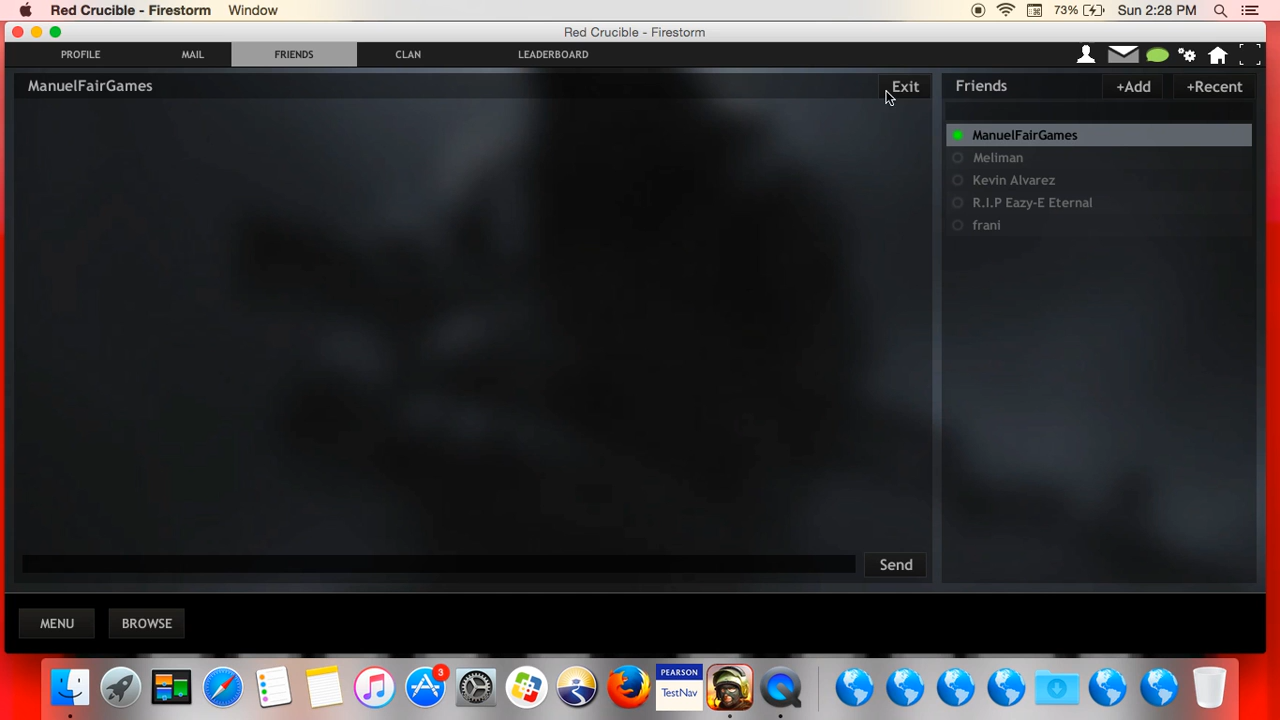 Red Crucible - Firestorm Window 73% Sun 2:28 PM
Red Crucible - Firestorm
PROFILE MAIL FRIENDS CLAN LEADERBOARD
ManuelFairGames Exit Friends +Add +Recent
ManuelFairGames
Meliman
Kevin Alvarez
R.I.P Eazy-E Eternal
frani
Send
MENU BROWSE
3
PEARSON
TestNav